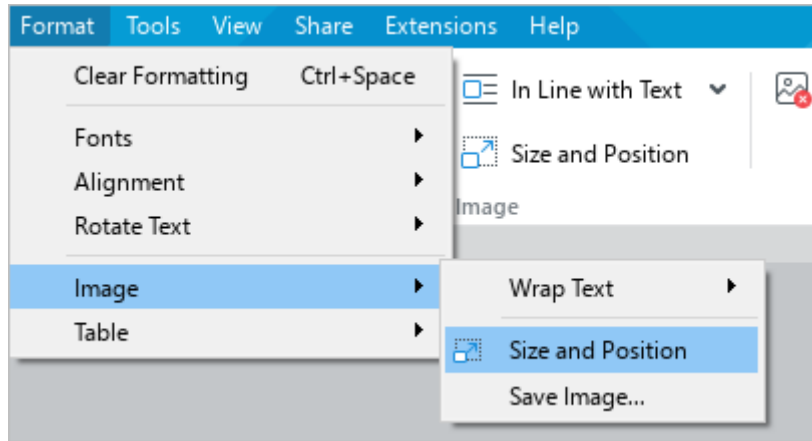 Format Tools View Share Extensions Help
Clear Formatting Ctrl+Space
Fonts
Alignment
Rotate Text
Image
Table
In Line with Text
Size and Position
Image
Wrap Text
Size and Position
Save Image...